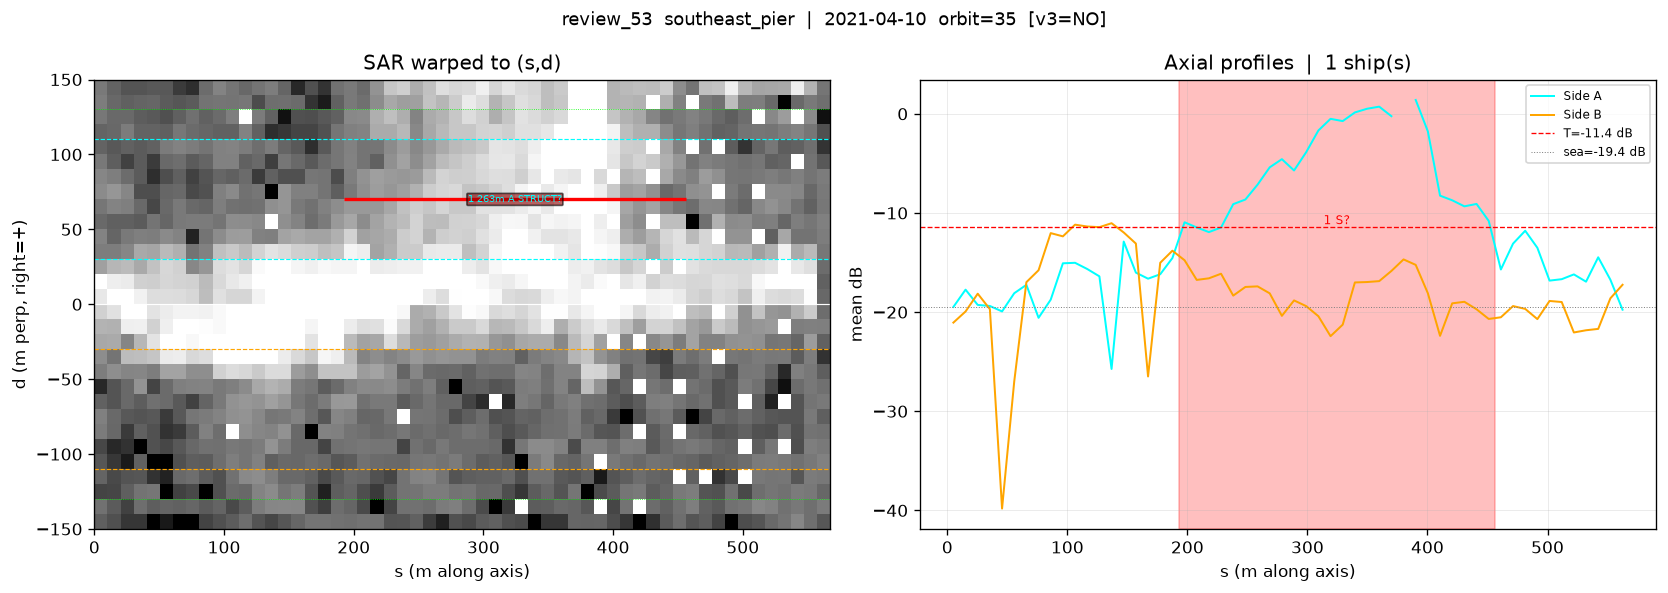 review_53 southeast_pier | 2021-04-10 orbit=35 [v3=NO]
SAR warped to (s,d)
150
100
50
0
−50
−100
−150
d (m perp, right=+)
1 263m A STRUCT?
0
100
200
300
400
500
s (m along axis)
Axial profiles | 1 ship(s)
0
−10
−20
−30
−40
mean dB
Side A
Side B
T=-11.4 dB
sea=-19.4 dB
1 S?
0
100
200
300
400
500
s (m along axis)